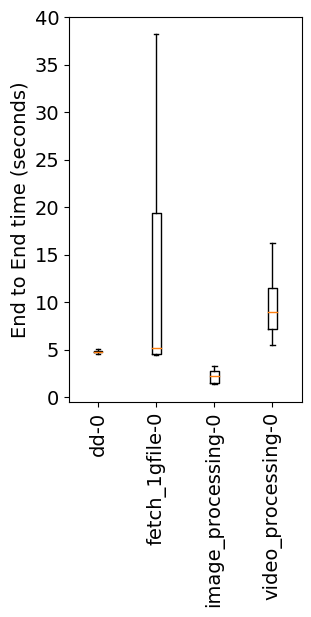 End to End time (seconds)
40
35
30
25
20
15
10
5
0
dd-0
fetch_1gfile-0
image_processing-0
video_processing-0